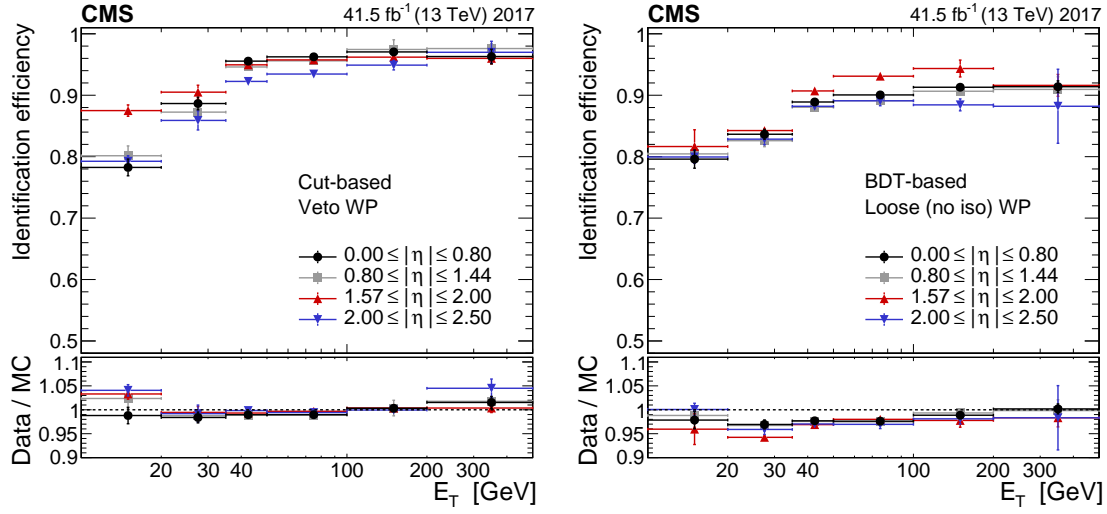 CMS 41.5 fb⁻¹ (13 TeV) 2017
Identification efficiency
1
0.9
0.8
0.7
0.6
0.5
Cut-based
Veto WP
0.00 ≤ |η| ≤ 0.80
0.80 ≤ |η| ≤ 1.44
1.57 ≤ |η| ≤ 2.00
2.00 ≤ |η| ≤ 2.50
Data / MC
1.1
1.05
1
0.95
0.9
20 30 40 100 200 300
E_T [GeV]
CMS 41.5 fb⁻¹ (13 TeV) 2017
Identification efficiency
1
0.9
0.8
0.7
0.6
0.5
BDT-based
Loose (no iso) WP
0.00 ≤ |η| ≤ 0.80
0.80 ≤ |η| ≤ 1.44
1.57 ≤ |η| ≤ 2.00
2.00 ≤ |η| ≤ 2.50
Data / MC
1.1
1.05
1
0.95
0.9
20 30 40 100 200 300
E_T [GeV]